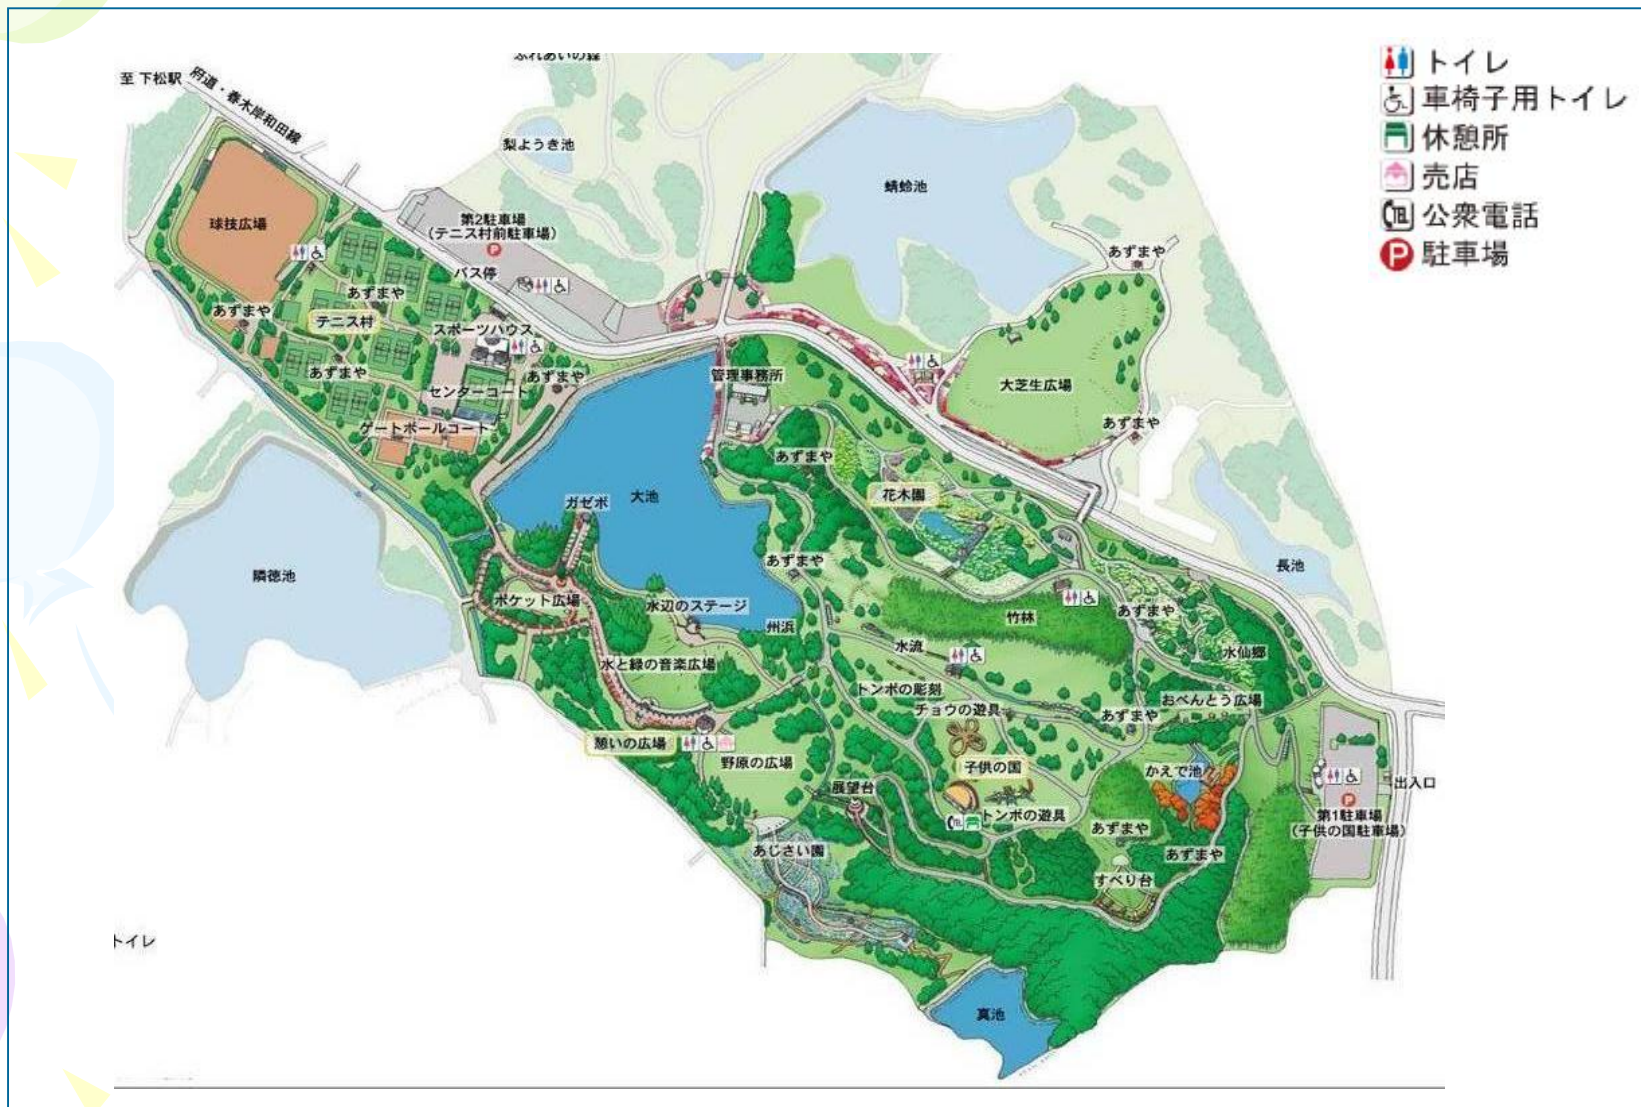 ふれあいの森
至 下松駅
府道・春木岸和田線
梨ようき池
蜻蛉池
球技広場
第2駐車場
(テニス村前駐車場)
P
バス停
あずまや
あずまや
あずまや
テニス村
スポーツハウス
あずまや
あずまや
センターコート
ゲートボールコート
管理事務所
大芝生広場
あずまや
あずまや
花木園
ガゼボ
大池
長池
隣徳池
あずまや
ポケット広場
水辺のステージ
州浜
竹林
あずまや
水流
水仙郷
水と緑の音楽広場
トンボの彫刻
チョウの遊具
おべんとう広場
あずまや
憩いの広場
野原の広場
子供の国
かえで池
出入口
展望台
TEL
トンボの遊具
P
第1駐車場
(子供の国駐車場)
あずまや
あじさい園
あずまや
すべり台
トイレ
真池
トイレ
車椅子用トイレ
休憩所
売店
TEL 公衆電話
P 駐車場